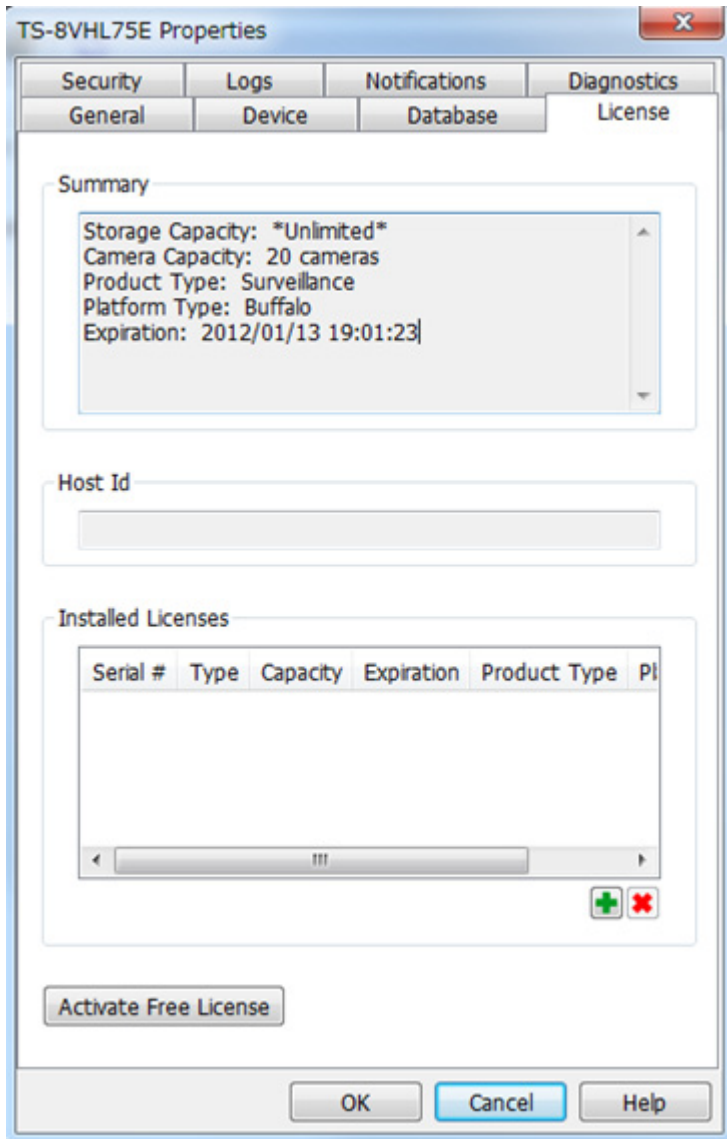 TS-8VHL75E Properties
Security Logs Notifications Diagnostics
General Device Database License
Summary
Storage Capacity: *Unlimited*
Camera Capacity: 20 cameras
Product Type: Surveillance
Platform Type: Buffalo
Expiration: 2012/01/13 19:01:23
Host Id
Installed Licenses
Serial # Type Capacity Expiration Product Type Pl
Activate Free License
OK Cancel Help